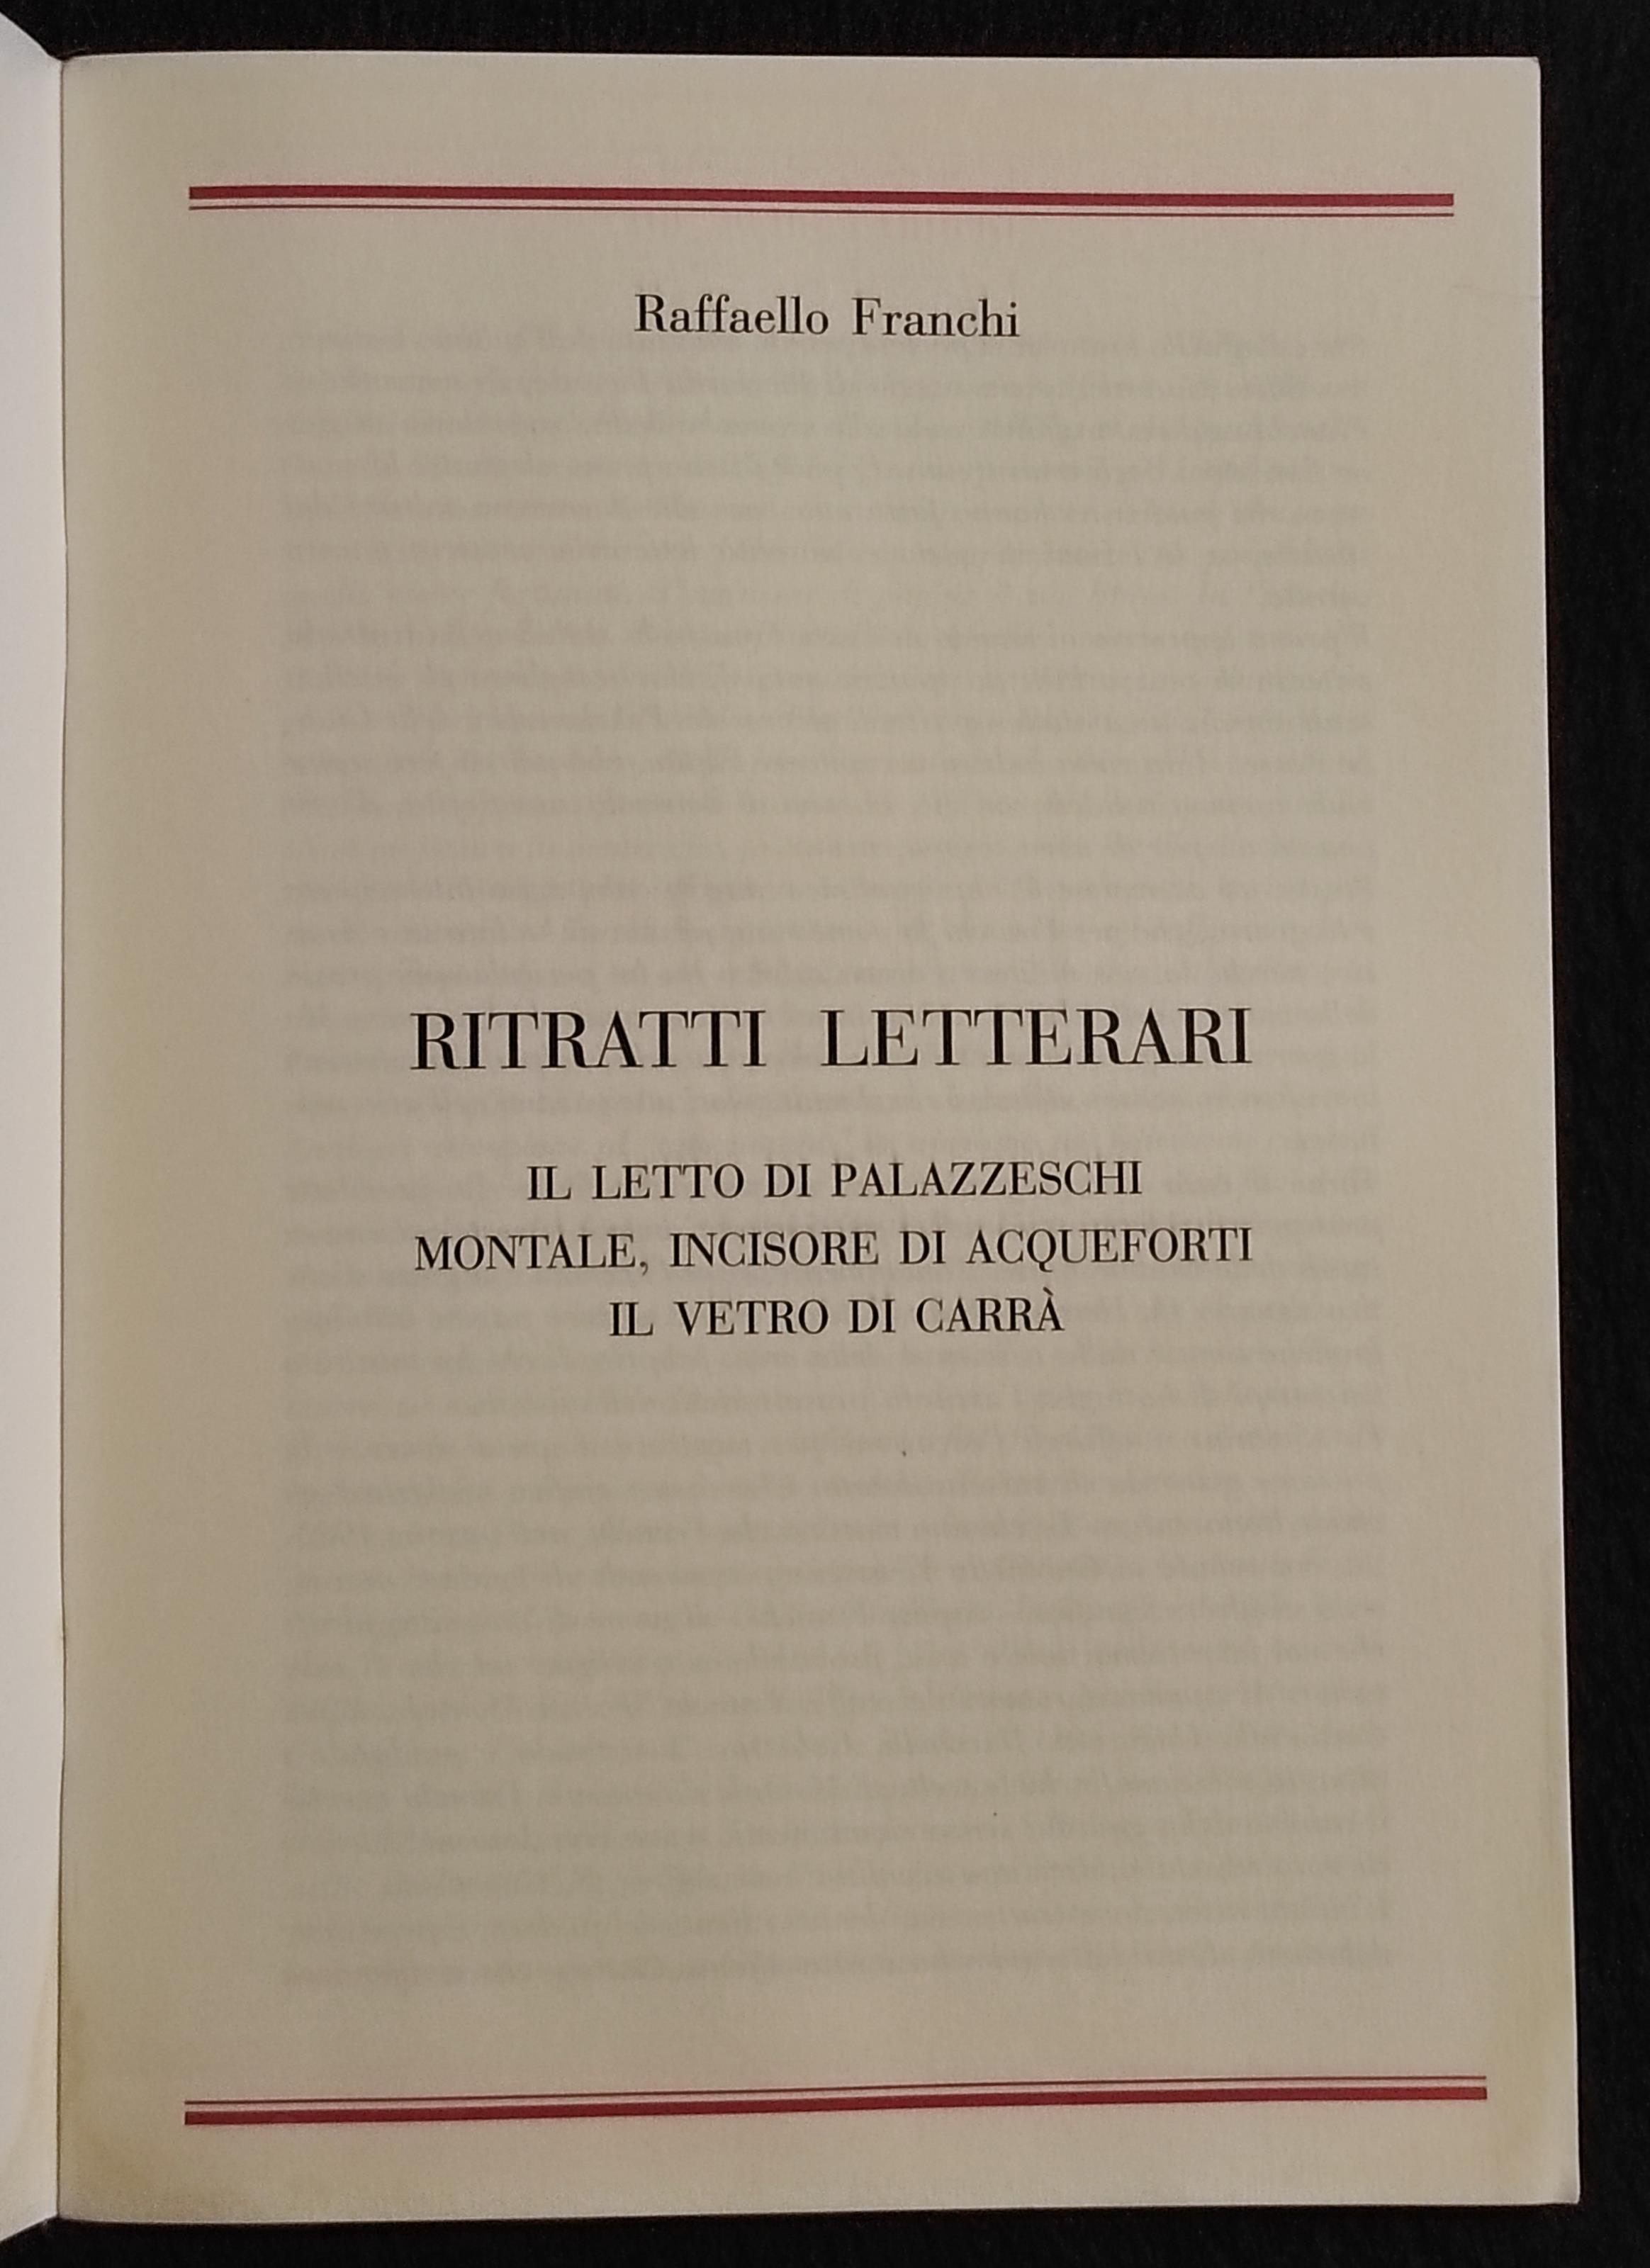 Raffaello Franchi
RITRATTI LETTERARI
IL LETTO DI PALAZZESCHI
MONTALE, INCISORE DI ACQUEFORTI
IL VETRO DI CARRÀ